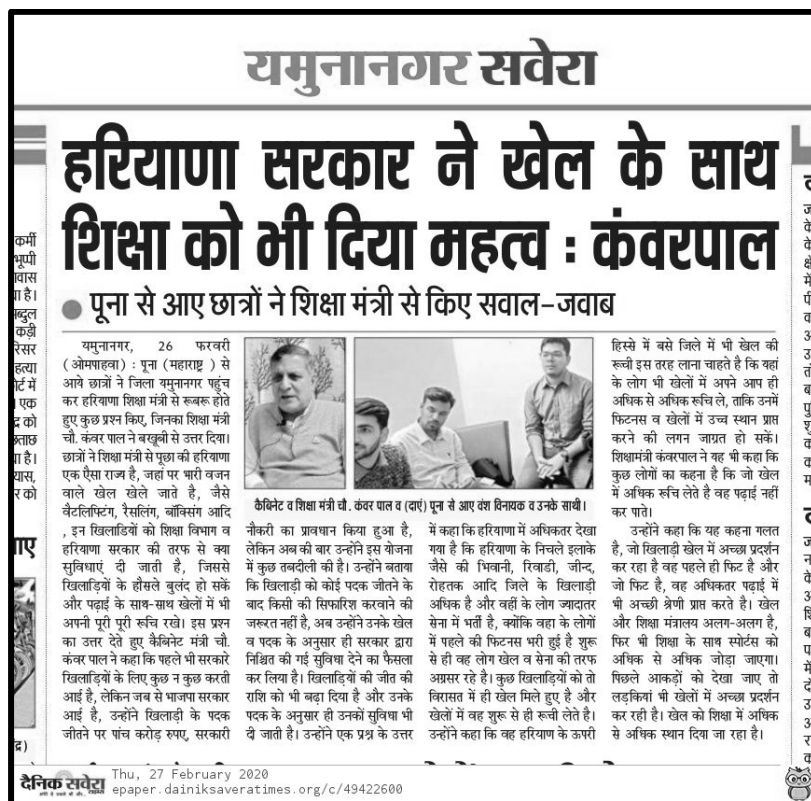 यमुनानगर सवेरा
हरियाणा सरकार ने खेल के साथ
शिक्षा को भी दिया महत्व : कंवरपाल
● पूना से आए छात्रों ने शिक्षा मंत्री से किए सवाल-जवाब
यमुनानगर, 26 फरवरी
(ओमपाहवा) : पूना (महाराष्ट्र) से
आये छात्रों ने जिला यमुनानगर पहुंच
कर हरियाणा शिक्षा मंत्री से रूबरू होते
हुए कुछ प्रश्न किए, जिनका शिक्षा मंत्री
चौ. कंवर पाल ने बखूबी से उत्तर दिया।
छात्रों ने शिक्षा मंत्री से पूछा की हरियाणा
एक ऐसा राज्य है, जहां पर भारी वजन
वाले खेल खेले जाते है, जैसे
वैटलिफ्टिंग, रैसलिंग, बॉक्सिंग आदि
, इन खिलाडियों को शिक्षा विभाग व
हरियाणा सरकार की तरफ से क्या
सुविधाएं दी जाती है, जिससे
खिलाड़ियों के हौसले बुलंद हो सकें
और पढ़ाई के साथ-साथ खेलों में भी
अपनी पूरी पूरी रूचि रखे। इस प्रश्न
का उत्तर देते हुए कैबिनेट मंत्री चौ.
कंवर पाल ने कहा कि पहले भी सरकारे
खिलाड़ियों के लिए कुछ न कुछ करती
आई है, लेकिन जब से भाजपा सरकार
आई है, उन्होंने खिलाड़ी के पदक
जीतने पर पांच करोड़ रुपए, सरकारी
कैबिनेट व शिक्षा मंत्री चौ. कंवर पाल व (दाएं) पूना से आए वंश विनायक व उनके साथी।
नौकरी का प्रावधान किया हुआ है,
लेकिन अब की बार उन्होंने इस योजना
में कुछ तबदीली की है। उन्होंने बताया
कि खिलाड़ी को कोई पदक जीतने के
बाद किसी की सिफारिश करवाने की
जरूरत नहीं है, अब उन्होंने उनके खेल
व पदक के अनुसार ही सरकार द्वारा
निश्चित की गई सुविधा देने का फैसला
कर लिया है। खिलाड़ियों की जीत की
राशि को भी बढ़ा दिया है और उनके
पदक के अनुसार ही उनकों सुविधा भी
दी जाती है। उन्होंने एक प्रश्न के उत्तर
में कहा कि हरियाणा में अधिकतर देखा
गया है कि हरियाणा के निचले इलाके
जैसे की भिवानी, रिवाडी, जीन्द,
रोहतक आदि जिले के खिलाड़ी
अधिक है और वहीं के लोग ज्यादातर
सेना में भर्ती है, क्योंकि वहा के लोगों
में पहले की फिटनस भरी हुई है शुरू
से ही वह लोग खेल व सेना की तरफ
अग्रसर रहे है। कुछ खिलाड़ियों को तो
विरासत में ही खेल मिले हुए है और
खेलों में वह शुरू से ही रूची लेते है।
उन्होंने कहा कि वह हरियाण के ऊपरी
हिस्से में बसे जिले में भी खेल की
रूची इस तरह लाना चाहते है कि यहां
के लोग भी खेलों में अपने आप ही
अधिक से अधिक रूचि ले, ताकि उनमें
फिटनस व खेलों में उच्च स्थान प्राप्त
करने की लगन जाग्रत हो सकें।
शिक्षामंत्री कंवरपाल ने यह भी कहा कि
कुछ लोगों का कहना है कि जो खेल
में अधिक रूचि लेते है वह पढ़ाई नहीं
कर पाते।
उन्होंने कहा कि यह कहना गलत
है, जो खिलाड़ी खेल में अच्छा प्रदर्शन
कर रहा है वह पहले ही फिट है और
जो फिट है, वह अधिकतर पढ़ाई में
भी अच्छी श्रेणी प्राप्त करते है। खेल
और शिक्षा मंत्रालय अलग-अलग है,
फिर भी शिक्षा के साथ स्पोर्टस को
अधिक से अधिक जोड़ा जाएगा।
पिछले आकड़ों को देखा जाए तो
लड़कियां भी खेलों में अच्छा प्रदर्शन
कर रही है। खेल को शिक्षा में अधिक
से अधिक स्थान दिया जा रहा है।
दैनिक सवेरा
Thu, 27 February 2020
epaper.dainiksaveratimes.org/c/49422600